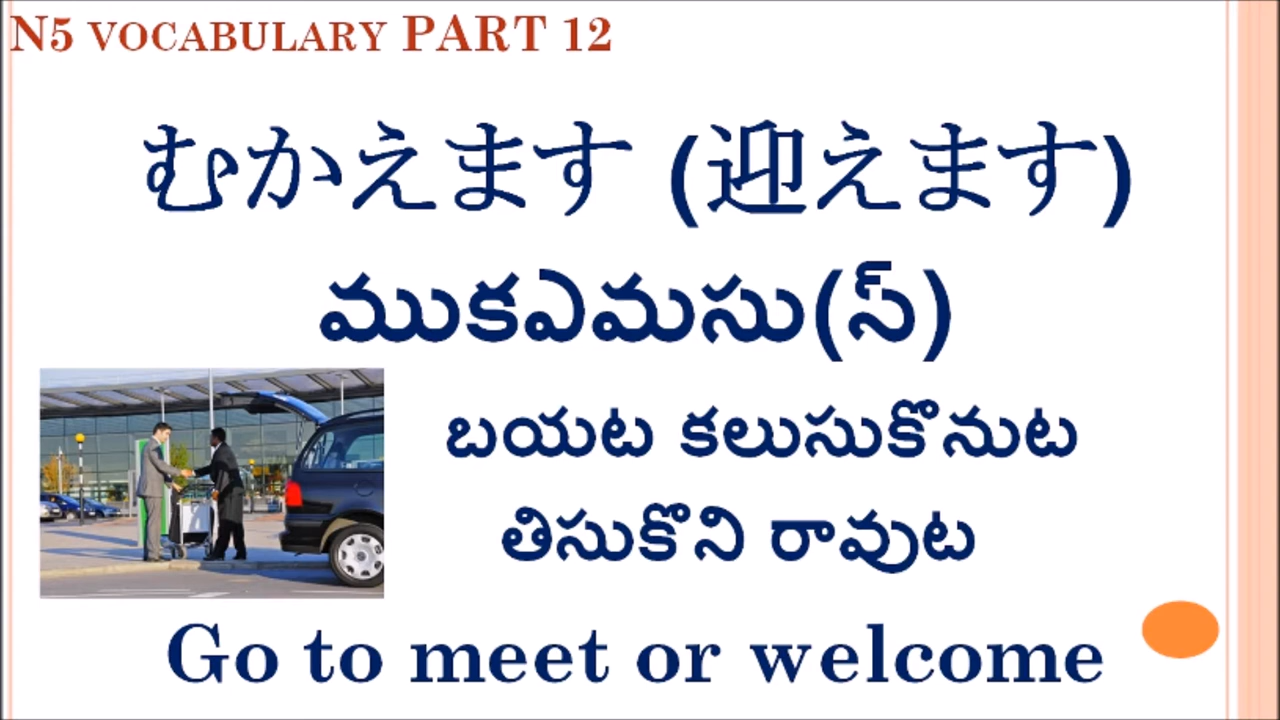 N5 VOCABULARY PART 12
むかえます (迎えます)
ముకఎమసు(స్)
బయట కలుసుకొనుట
తిసుకొని రావుట
Go to meet or welcome